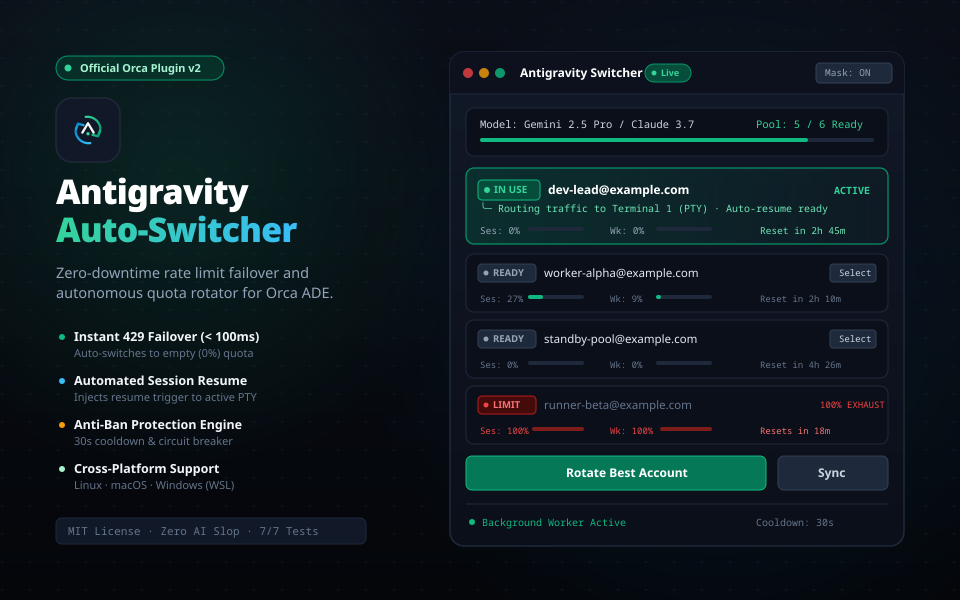 Official Orca Plugin v2
Antigravity
Auto-Switcher
Zero-downtime rate limit failover and
autonomous quota rotator for Orca ADE.
Instant 429 Failover (< 100ms)
Auto-switches to empty (0%) quota
Automated Session Resume
Injects resume trigger to active PTY
Anti-Ban Protection Engine
30s cooldown & circuit breaker
Cross-Platform Support
Linux · macOS · Windows (WSL)
MIT License · Zero AI Slop · 7/7 Tests
Antigravity Switcher Live Mask: ON
Model: Gemini 2.5 Pro / Claude 3.7 Pool: 5 / 6 Ready
IN USE dev-lead@example.com ACTIVE
╰─ Routing traffic to Terminal 1 (PTY) · Auto-resume ready
Ses: 0% Wk: 0% Reset in 2h 45m
READY worker-alpha@example.com Select
Ses: 27% Wk: 9% Reset in 2h 10m
READY standby-pool@example.com Select
Ses: 0% Wk: 0% Reset in 4h 26m
LIMIT runner-beta@example.com 100% EXHAUST
Ses: 100% Wk: 100% Resets in 18m
Rotate Best Account Sync
Background Worker Active Cooldown: 30s